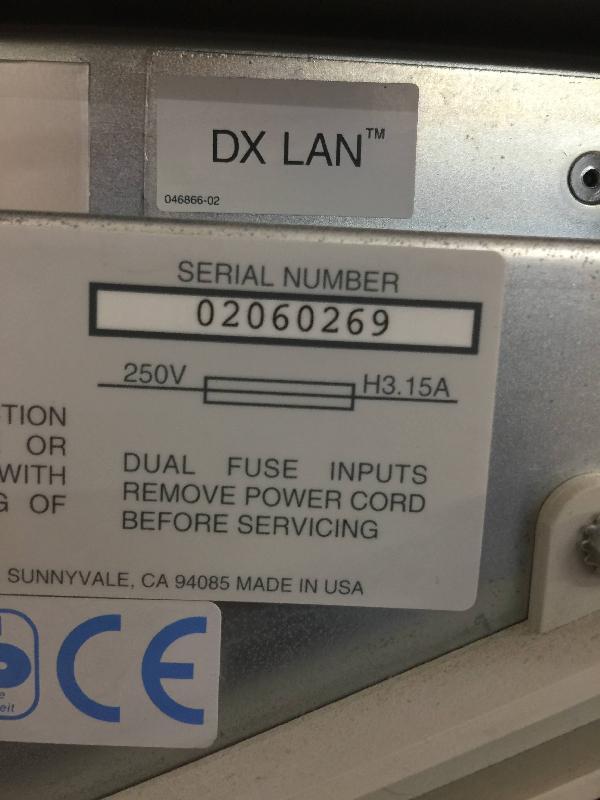 DX LAN™
046866-02
SERIAL NUMBER
02060269
250V H3.15A
TION
OR
WITH
G OF
DUAL FUSE INPUTS
REMOVE POWER CORD
BEFORE SERVICING
SUNNYVALE, CA 94085 MADE IN USA
CE
e
eit